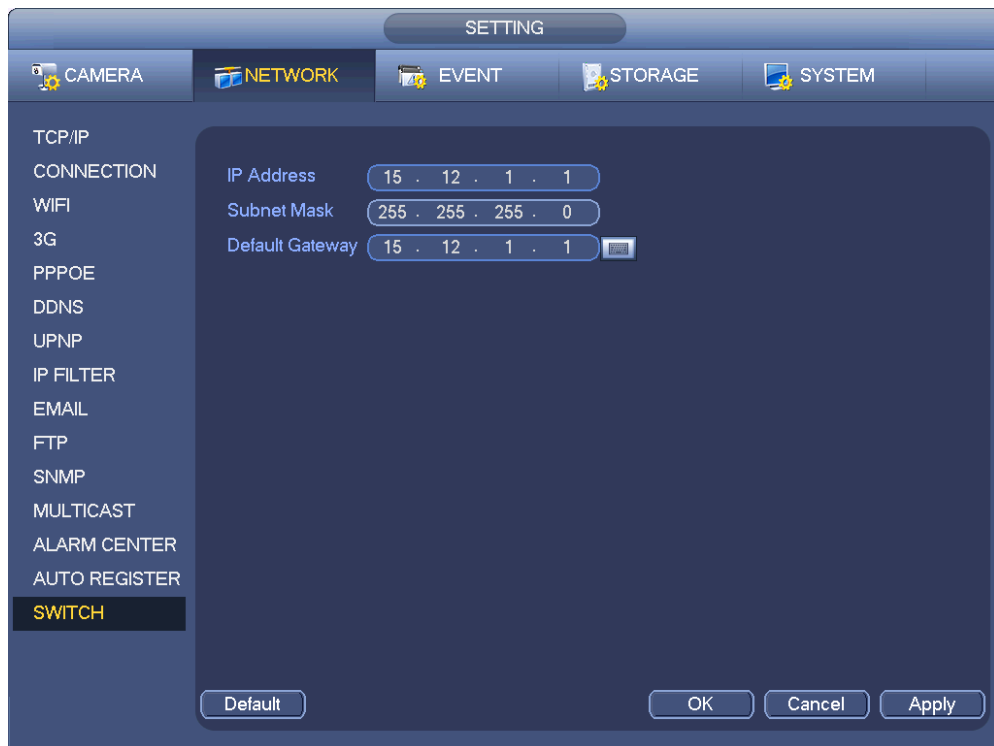 SETTING
CAMERA NETWORK EVENT STORAGE SYSTEM
TCP/IP
CONNECTION
WIFI
3G
PPPOE
DDNS
UPNP
IP FILTER
EMAIL
FTP
SNMP
MULTICAST
ALARM CENTER
AUTO REGISTER
SWITCH
IP Address 15 . 12 . 1 . 1
Subnet Mask 255 . 255 . 255 . 0
Default Gateway 15 . 12 . 1 . 1
Default OK Cancel Apply